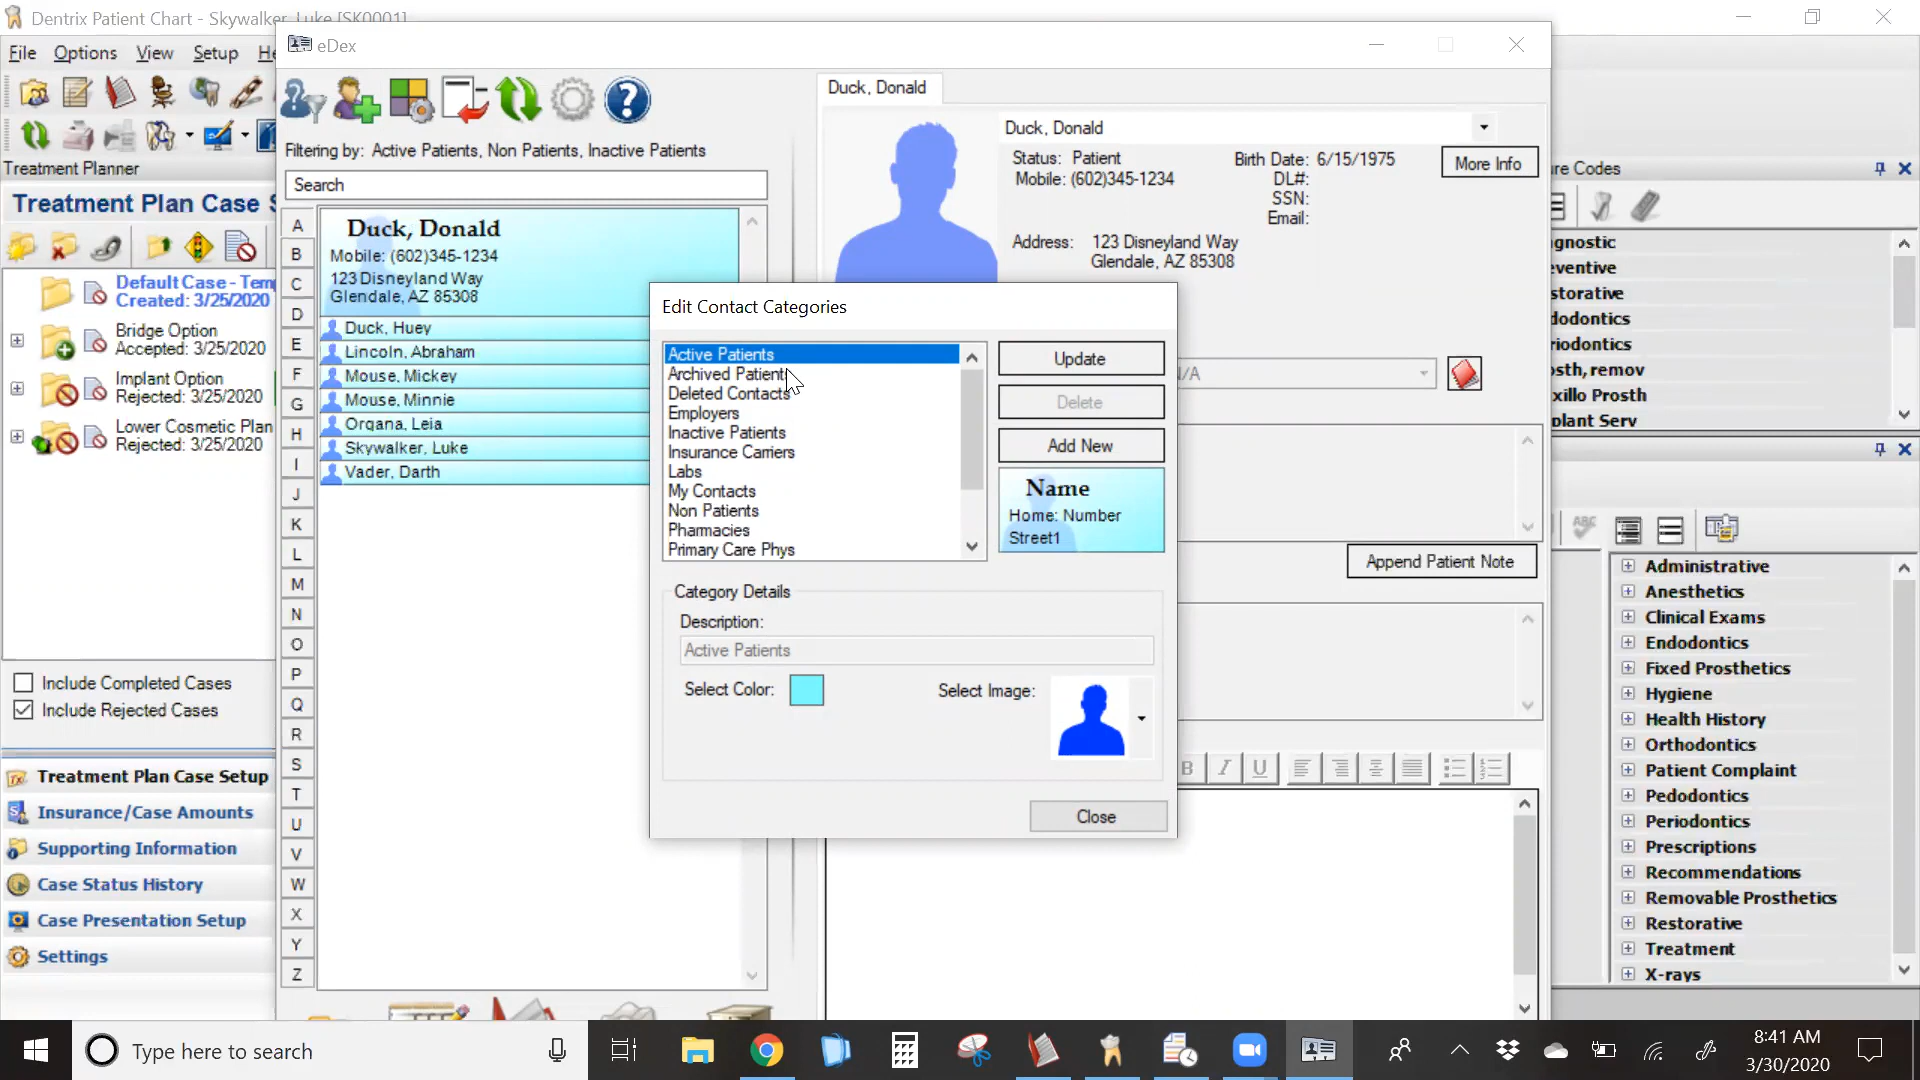 Dentrix Patient Chart - Skywalker, Luke [SK0001]
File Options View Setup He
Treatment Planner
Treatment Plan Case S
Default Case - Temp
Created: 3/25/2020
Bridge Option
Accepted: 3/25/2020
Implant Option
Rejected: 3/25/2020
Lower Cosmetic Plan
Rejected: 3/25/2020
Include Completed Cases
Include Rejected Cases
Treatment Plan Case Setup
Insurance/Case Amounts
Supporting Information
Case Status History
Case Presentation Setup
Settings
eDex
Filtering by: Active Patients, Non Patients, Inactive Patients
Search
A
B
C
D
E
F
G
H
I
J
K
L
M
N
O
P
Q
R
S
T
U
V
W
X
Y
Z
Duck, Donald
Mobile: (602)345-1234
123 Disneyland Way
Glendale, AZ 85308
Duck, Huey
Lincoln, Abraham
Mouse, Mickey
Mouse, Minnie
Organa, Leia
Skywalker, Luke
Vader, Darth
Duck, Donald
Duck, Donald
Status: Patient
Mobile: (602)345-1234
Birth Date: 6/15/1975
DL#:
SSN:
Email:
Address: 123 Disneyland Way
Glendale, AZ 85308
More Info
/A
Append Patient Note
B I U
Edit Contact Categories
Active Patients
Archived Patients
Deleted Contacts
Employers
Inactive Patients
Insurance Carriers
Labs
My Contacts
Non Patients
Pharmacies
Primary Care Phys
Update
Delete
Add New
Name
Home: Number
Street1
Category Details
Description:
Active Patients
Select Color:
Select Image:
Close
re Codes
gnostic
eventive
storative
dodontics
riodontics
osth, remov
xillo Prosth
plant Serv
ABC
Administrative
Anesthetics
Clinical Exams
Endodontics
Fixed Prosthetics
Hygiene
Health History
Orthodontics
Patient Complaint
Pedodontics
Periodontics
Prescriptions
Recommendations
Removable Prosthetics
Restorative
Treatment
X-rays
Type here to search
8:41 AM
3/30/2020